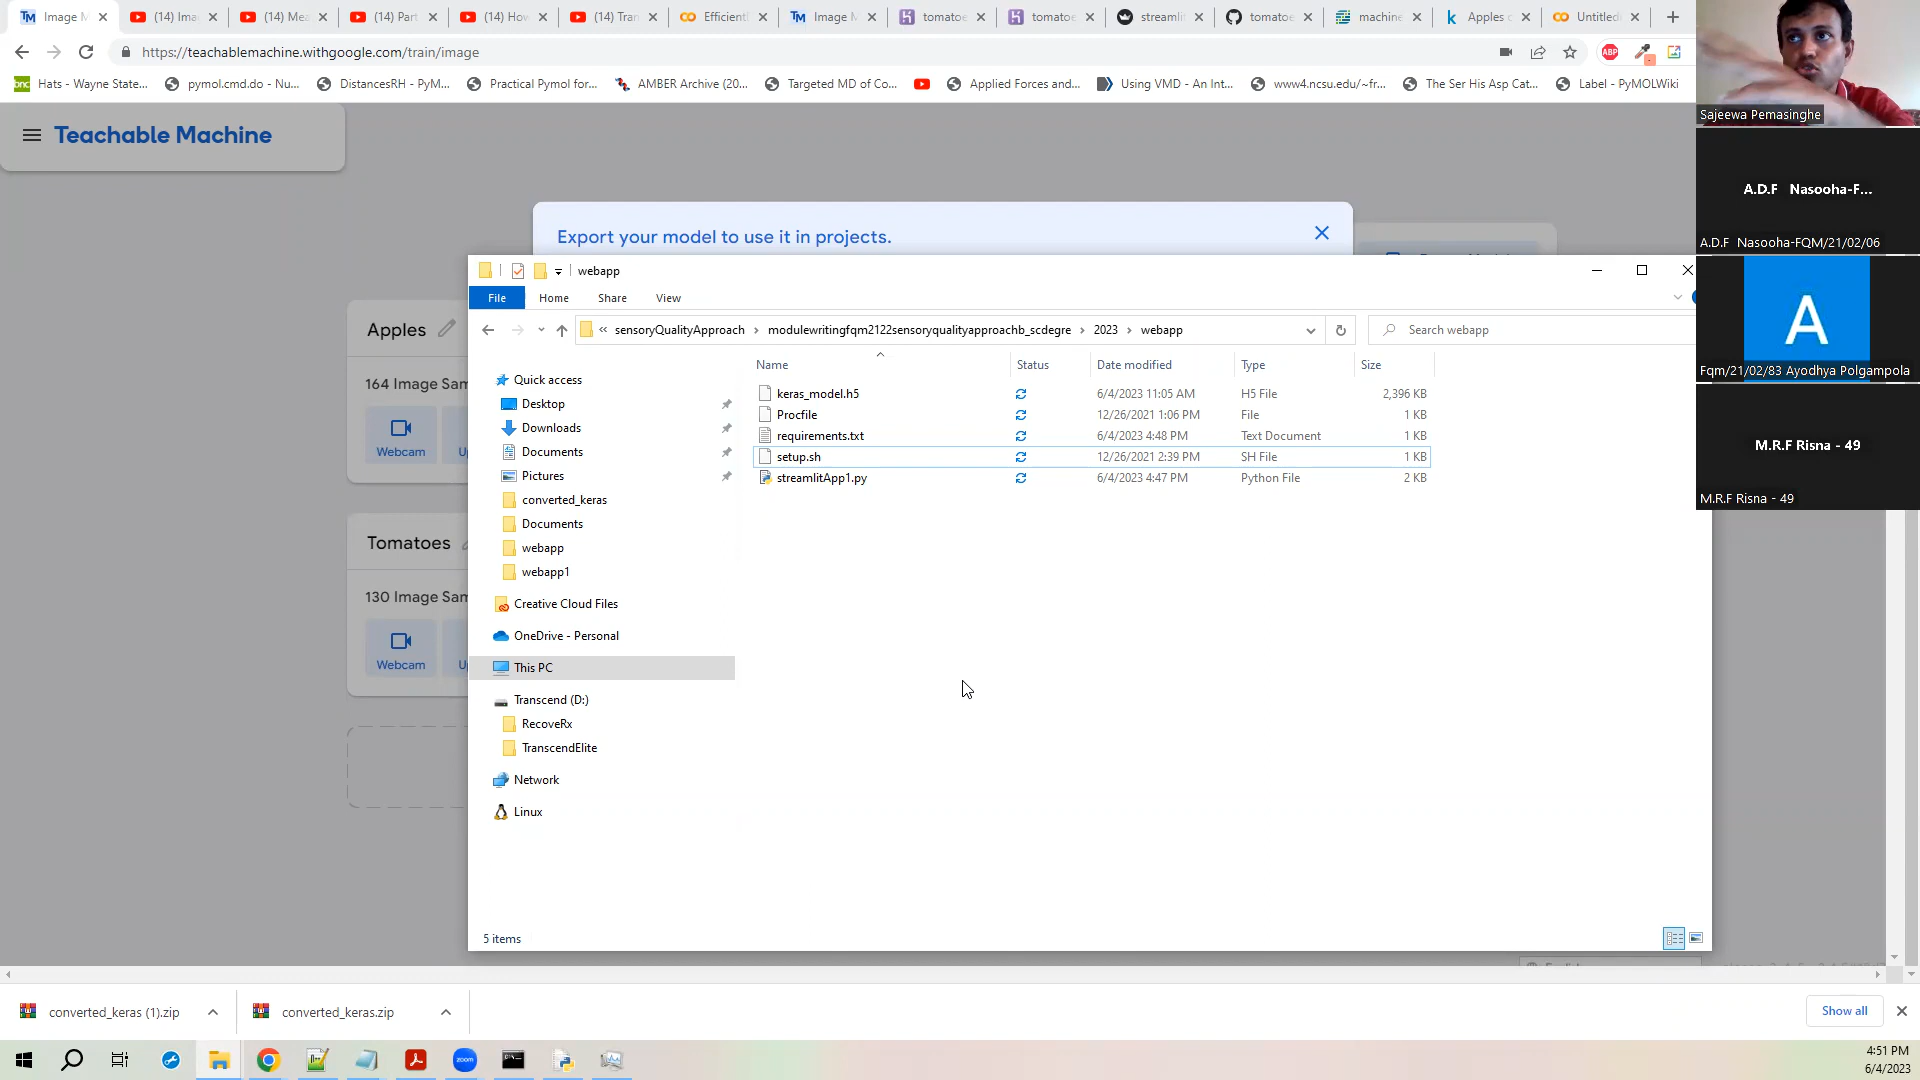 Image M
(14) Ima
(14) Mea
(14) Part
(14) How
(14) Tran
Efficientl
Image M
tomatoe
tomatoe
streamlit
tomatoe
machine
Apples o
Untitled
https://teachablemachine.withgoogle.com/train/image
ABP
Hats - Wayne State...
pymol.cmd.do - Nu...
DistancesRH - PyM...
Practical Pymol for...
AMBER Archive (20...
Targeted MD of Co...
Applied Forces and...
Using VMD - An Int...
www4.ncsu.edu/~fr...
The Ser His Asp Cat...
Label - PyMOLWiki
Teachable Machine
Export your model to use it in projects.
Apples
164 Image Sam
Webcam
Up
Tomatoes
130 Image Sam
Webcam
Up
webapp
File
Home
Share
View
« sensoryQualityApproach > modulewritingfqm2122sensoryqualityapproachb_scdegre > 2023 > webapp
Search webapp
Name Status Date modified Type Size
keras_model.h5 6/4/2023 11:05 AM H5 File 2,396 KB
Procfile 12/26/2021 1:06 PM File 1 KB
requirements.txt 6/4/2023 4:48 PM Text Document 1 KB
setup.sh 12/26/2021 2:39 PM SH File 1 KB
streamlitApp1.py 6/4/2023 4:47 PM Python File 2 KB
Quick access
Desktop
Downloads
Documents
Pictures
converted_keras
Documents
webapp
webapp1
Creative Cloud Files
OneDrive - Personal
This PC
Transcend (D:)
RecoveRx
TranscendElite
Network
Linux
5 items
Sajeewa Pemasinghe
A.D.F Nasooha-F...
A.D.F Nasooha-FQM/21/02/06
A
Fqm/21/02/83 Ayodhya Polgampola
M.R.F Risna - 49
M.R.F Risna - 49
converted_keras (1).zip
converted_keras.zip
Show all
zoom
4:51 PM
6/4/2023